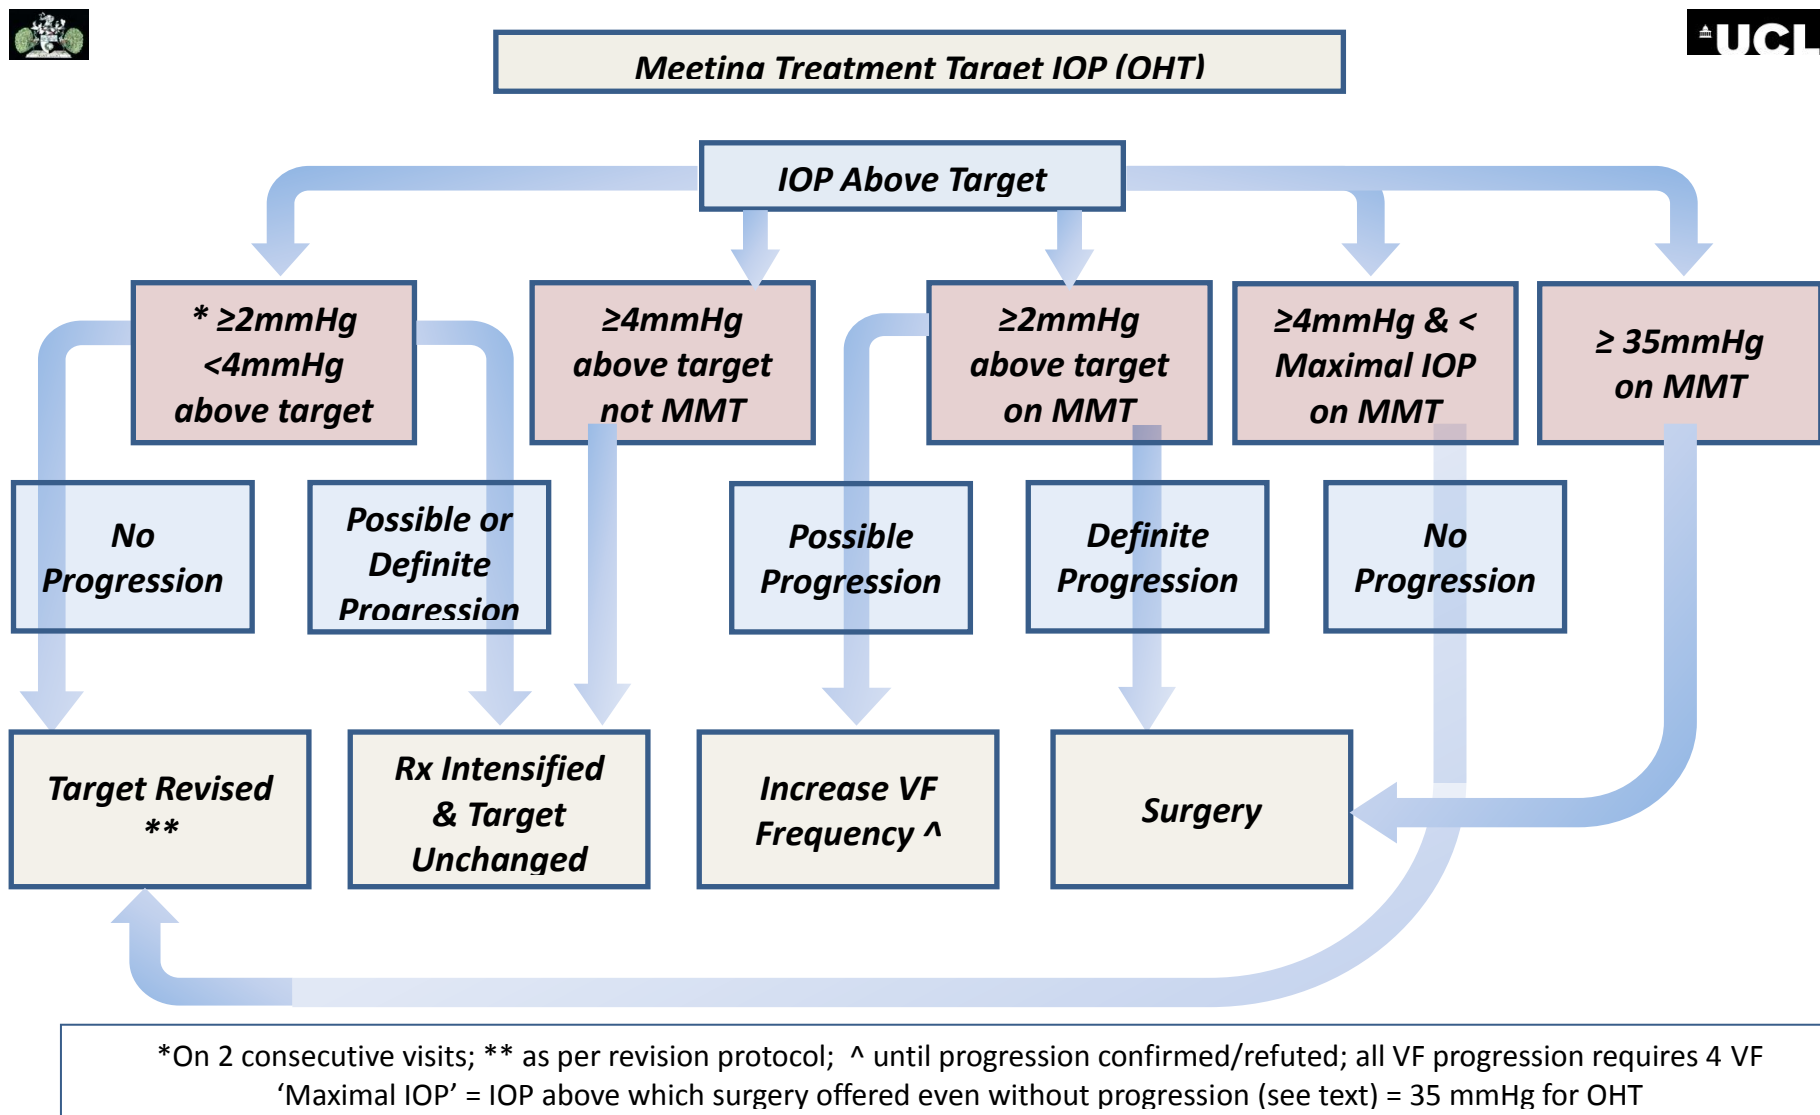 UCL
Meeting Treatment Target IOP (OHT)
IOP Above Target
* ≥2mmHg
<4mmHg
above target
≥4mmHg
above target
not MMT
≥2mmHg
above target
on MMT
≥4mmHg & <
Maximal IOP
on MMT
≥ 35mmHg
on MMT
No
Progression
Possible or
Definite
Progression
Possible
Progression
Definite
Progression
No
Progression
Target Revised
**
Rx Intensified
& Target
Unchanged
Increase VF
Frequency ^
Surgery
*On 2 consecutive visits; ** as per revision protocol; ^ until progression confirmed/refuted; all VF progression requires 4 VF
‘Maximal IOP’ = IOP above which surgery offered even without progression (see text) = 35 mmHg for OHT